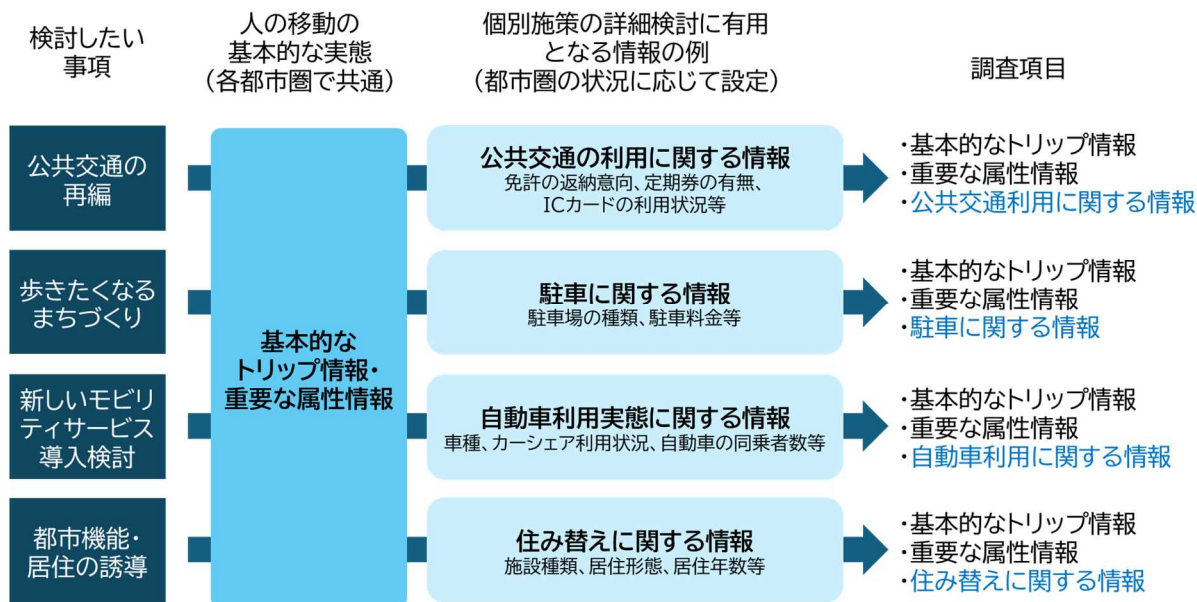 検討したい
事項
人の移動の
基本的な実態
（各都市圏で共通）
個別施策の詳細検討に有用
となる情報の例
（都市圏の状況に応じて設定）
調査項目
公共交通の
再編
歩きたくなる
まちづくり
新しいモビリ
ティサービス
導入検討
都市機能・
居住の誘導
基本的な
トリップ情報・
重要な属性情報
公共交通の利用に関する情報
免許の返納意向、定期券の有無、
ICカードの利用状況等
駐車に関する情報
駐車場の種類、駐車料金等
自動車利用実態に関する情報
車種、カーシェア利用状況、自動車の同乗者数等
住み替えに関する情報
施設種類、居住形態、居住年数等
・基本的なトリップ情報
・重要な属性情報
・公共交通利用に関する情報
・基本的なトリップ情報
・重要な属性情報
・駐車に関する情報
・基本的なトリップ情報
・重要な属性情報
・自動車利用に関する情報
・基本的なトリップ情報
・重要な属性情報
・住み替えに関する情報